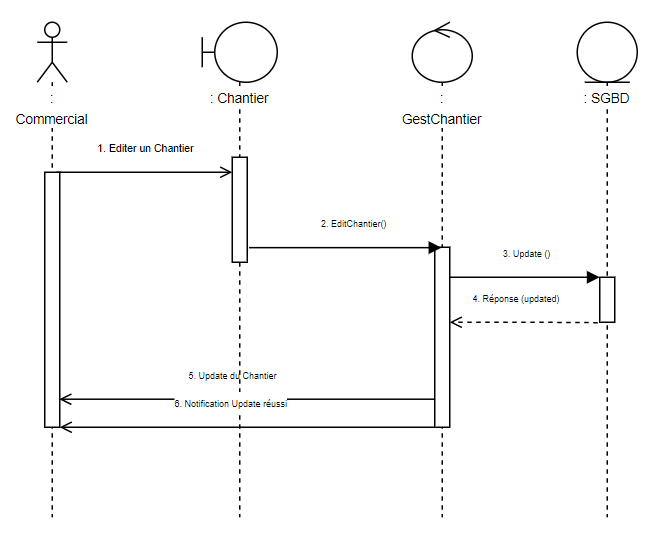 : Chantier
: SGBD
:
Commercial
:
GestChantier
1. Editer un Chantier
2. EditChantier()
3. Update ()
4. Réponse (updated)
5. Update du Chantier
6. Notification Update réussi